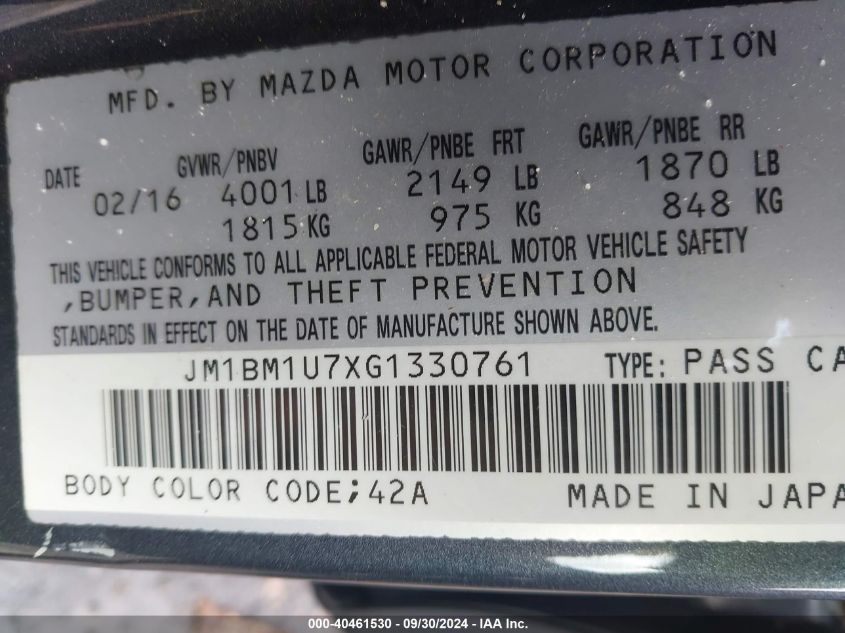 MFD. BY MAZDA MOTOR CORPORATION
DATE GVWR/PNBV GAWR/PNBE FRT GAWR/PNBE RR
02/16 4001 LB 2149 LB 1870 LB
1815 KG 975 KG 848 KG
THIS VEHICLE CONFORMS TO ALL APPLICABLE FEDERAL MOTOR VEHICLE SAFETY
,BUMPER,AND THEFT PREVENTION
STANDARDS IN EFFECT ON THE DATE OF MANUFACTURE SHOWN ABOVE.
JM1BM1U7XG1330761 TYPE: PASS CA
BODY COLOR CODE;42A MADE IN JAPA
000-40461530 - 09/30/2024 - IAA Inc.